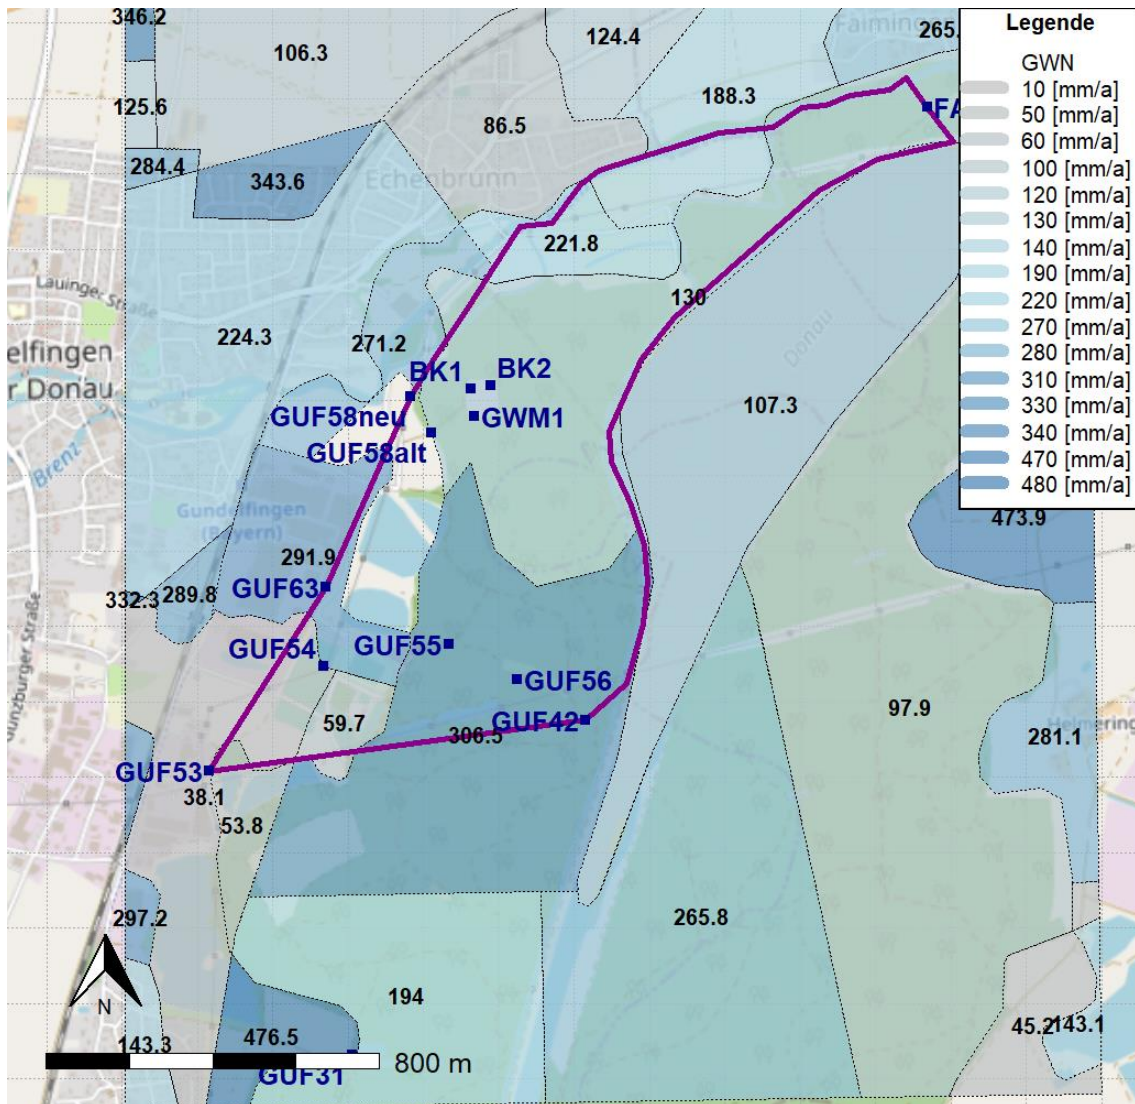 346.2
106.3
124.4
Faimingen
265.
Legende
GWN
10 [mm/a]
50 [mm/a]
60 [mm/a]
100 [mm/a]
120 [mm/a]
130 [mm/a]
140 [mm/a]
190 [mm/a]
220 [mm/a]
270 [mm/a]
280 [mm/a]
310 [mm/a]
330 [mm/a]
340 [mm/a]
470 [mm/a]
480 [mm/a]
125.6
188.3
FA
86.5
284.4
343.6
Echenbrunn
221.8
Lauinger Straße
130
224.3
271.2
Donau
elfingen
r Donau
BK1
BK2
107.3
GUF58neu
GWM1
GUF58alt
Brenz
Gundelfingen
(Bayern)
473.9
291.9
GUF63
332.3
289.8
Günzburger Straße
GUF54
GUF55
GUF56
59.7
306.5
GUF42
97.9
Helmering
281.1
GUF53
38.1
53.8
297.2
265.8
N
194
45.2
143.1
143.3
476.5
800 m
GUF31